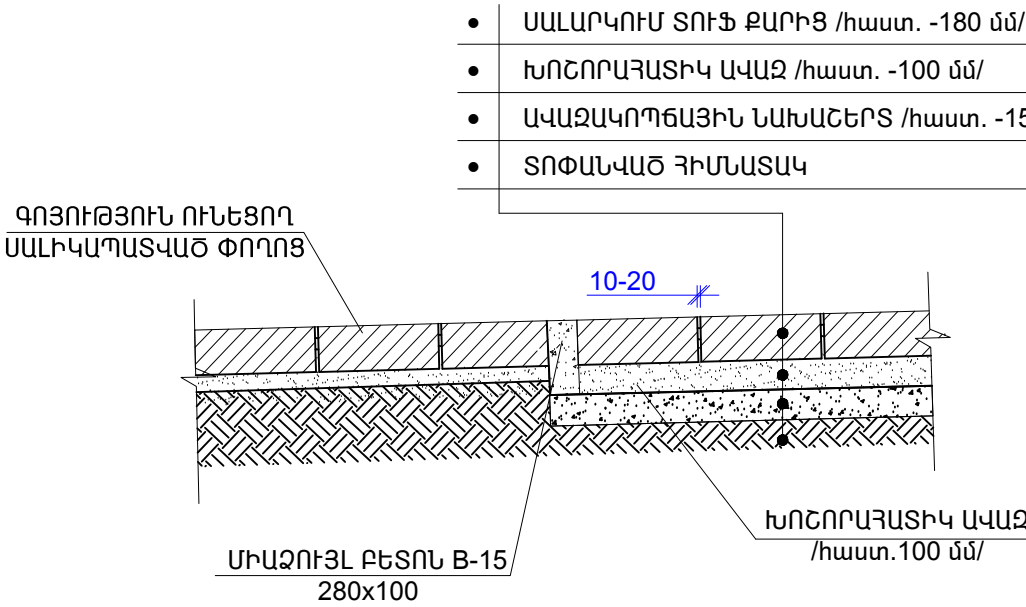 ՍԱԼԱՐԿՈՒՄ ՏՈՒՖ ՔԱՐԻՑ /հաստ. -180 մմ/
ԽՈՇՈՐԱՀԱՏԻԿ ԱՎԱԶ /հաստ. -100 մմ/
ԱՎԱԶԱԿՈՊՃԱՅԻՆ ՆԱԽԱՇԵՐՏ /հաստ. -15
ՏՈՓԱՆՎԱԾ ՀԻՄՆԱՏԱԿ
ԳՈՅՈՒԹՅՈՒՆ ՈՒՆԵՑՈՂ
ՍԱԼԻԿԱՊԱՏՎԱԾ ՓՈՂՈՑ
10-20
ԽՈՇՈՐԱՀԱՏԻԿ ԱՎԱԶ
/հաստ.100 մմ/
ՄԻԱՁՈՒՅԼ ԲԵՏՈՆ B-15
280x100